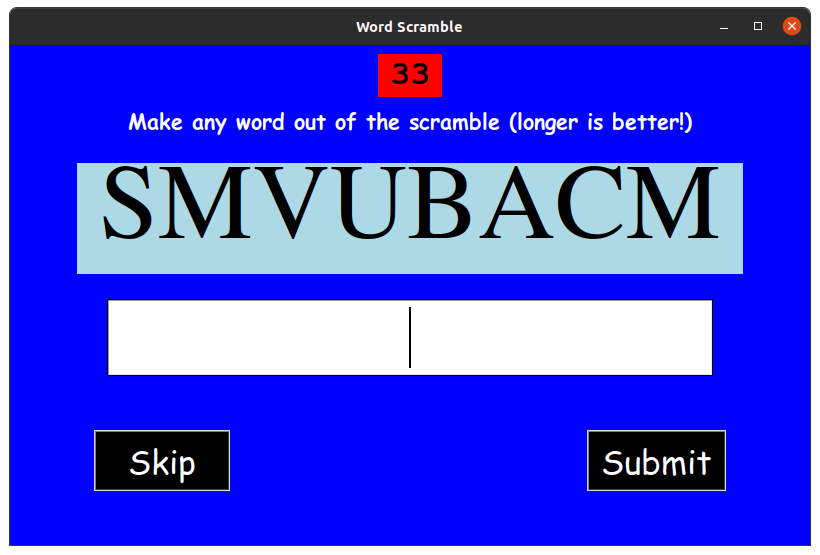 Word Scramble
33
Make any word out of the scramble (longer is better!)
SMVUBACM
Skip Submit